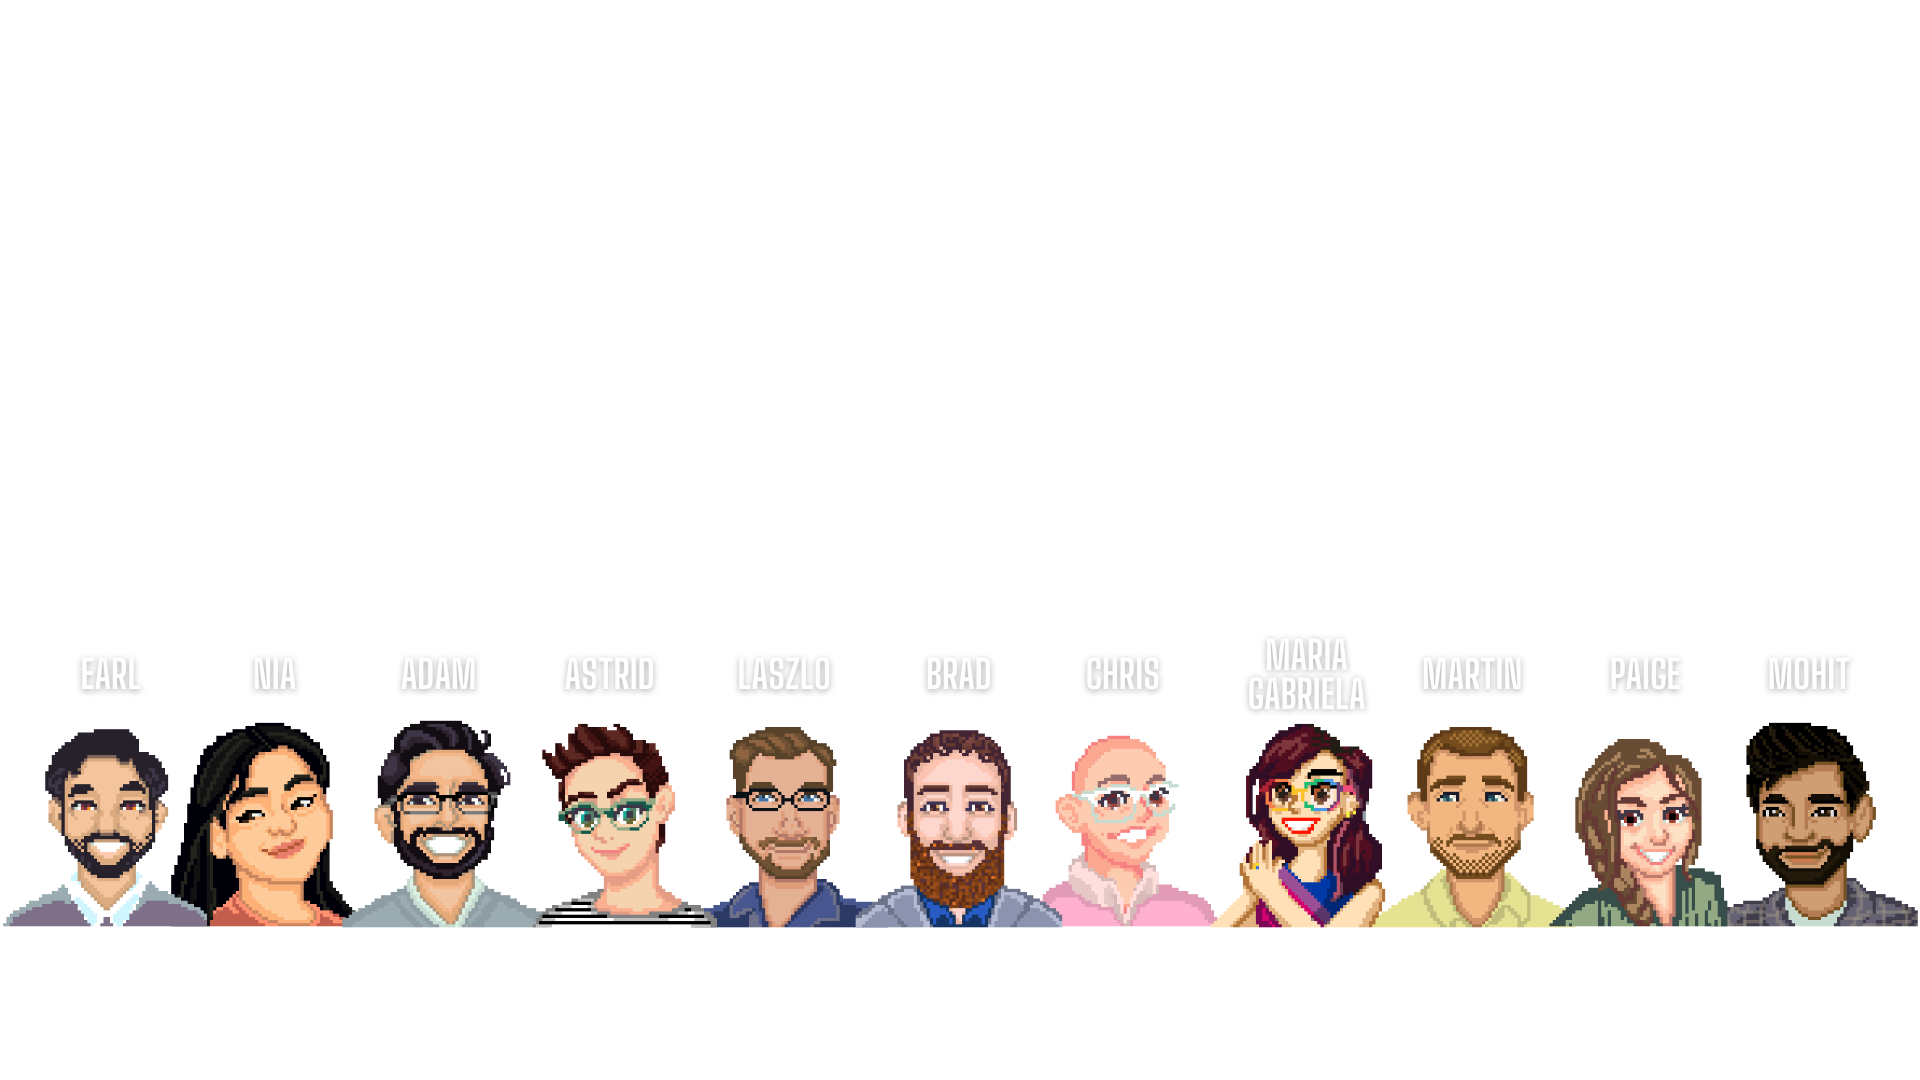 EARL
NIA
ADAM
ASTRID
LASZLO
BRAD
CHRIS
MARIA
GABRIELA
MARTIN
PAIGE
MOHIT